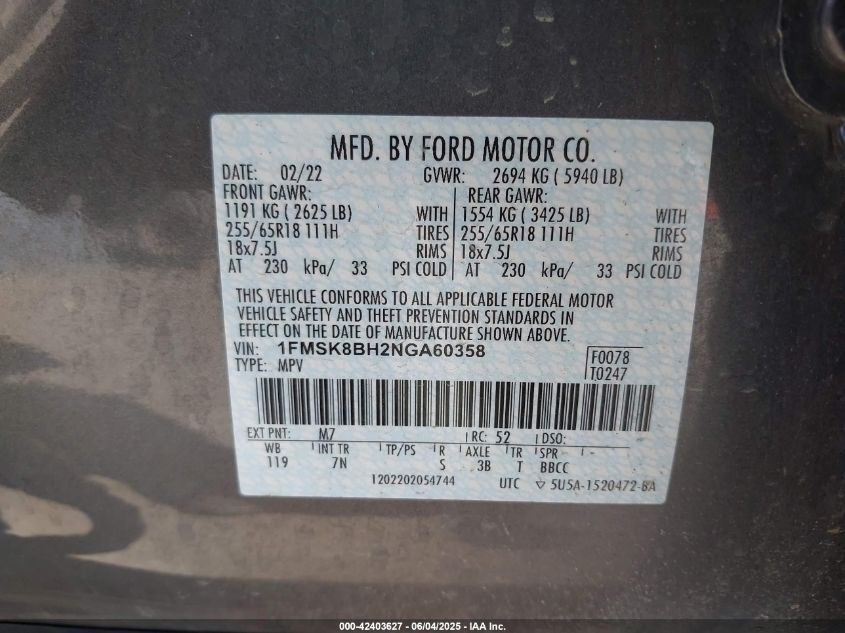 MFD. BY FORD MOTOR CO.
DATE: 02/22 GVWR: 2694 KG ( 5940 LB)
FRONT GAWR: REAR GAWR:
1191 KG ( 2625 LB) WITH 1554 KG ( 3425 LB) WITH
255/65R18 111H TIRES 255/65R18 111H TIRES
18x7.5J RIMS 18x7.5J RIMS
AT 230 kPa/ 33 PSI COLD AT 230 kPa/ 33 PSI COLD
THIS VEHICLE CONFORMS TO ALL APPLICABLE FEDERAL MOTOR
VEHICLE SAFETY AND THEFT PREVENTION STANDARDS IN
EFFECT ON THE DATE OF MANUFACTURE SHOWN ABOVE.
VIN: 1FMSK8BH2NGA60358 F0078
TYPE: MPV T0247
EXT PNT: M7 RC: 52 DSO:
WB INT TR TP/PS R AXLE TR SPR -
119 7N S 3B T BBCC
1202202054744 UTC ▽ 5U5A-1520472-BA
000-42403627 - 06/04/2025 - IAA Inc.